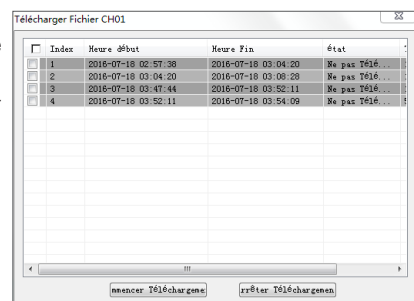 Télécharger Fichier CH01
Index Heure début Heure Fin état
1 2016-07-18 02:57:38 2016-07-18 03:04:20 Ne pas Télé...
2 2016-07-18 03:04:20 2016-07-18 03:08:28 Ne pas Télé...
3 2016-07-18 03:47:44 2016-07-18 03:52:11 Ne pas Télé...
4 2016-07-18 03:52:11 2016-07-18 03:54:09 Ne pas Télé...
mmencer Téléchargeme rrêter Téléchargemen